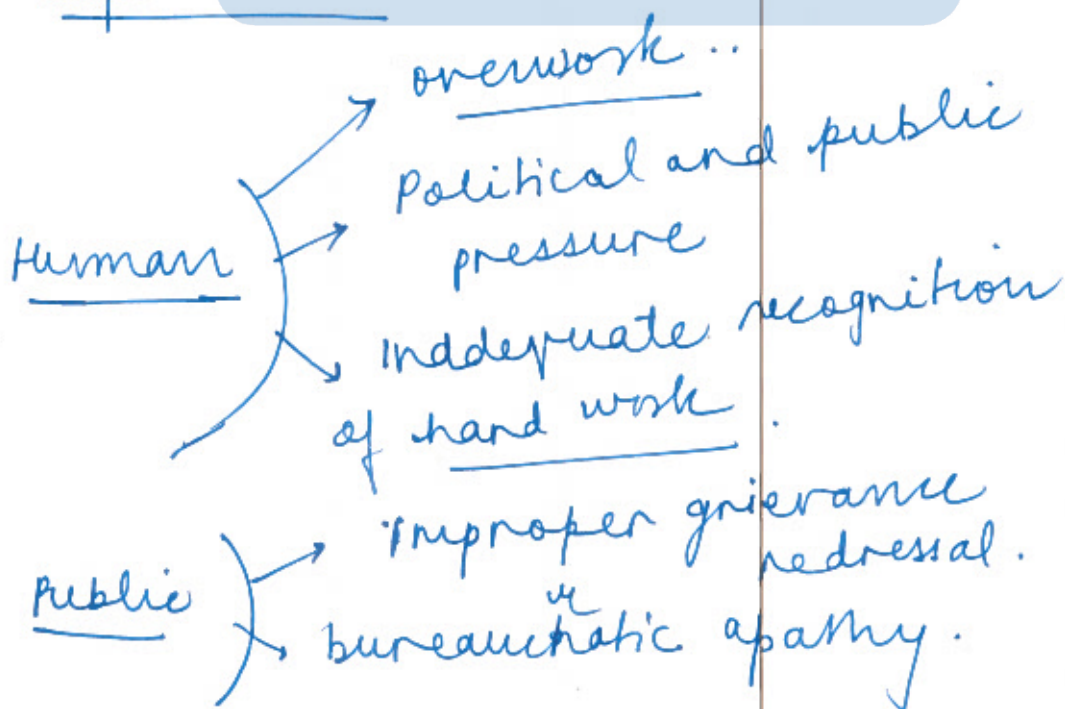 overwork ..
Political and public
Human
pressure
Inddequate recognition
of hard work .
Improper grievance
redressal .
Public
bureaucratic apathy .